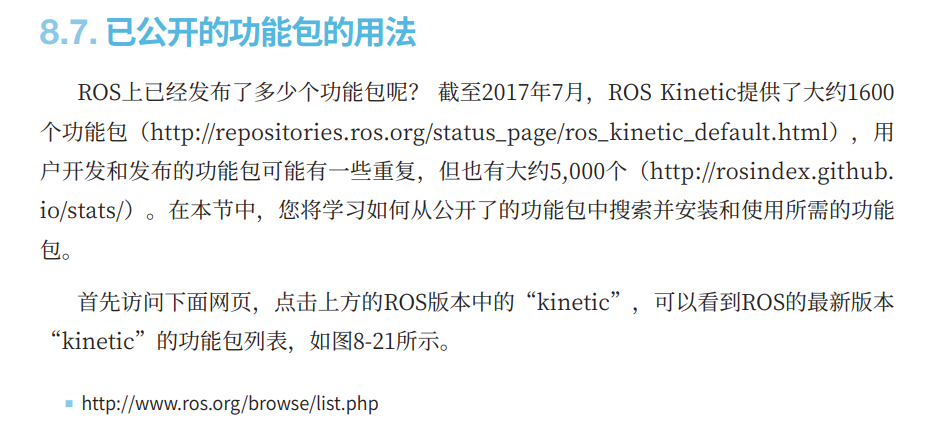 8.7. 已公开的功能包的用法
ROS上已经发布了多少个功能包呢？ 截至2017年7月，ROS Kinetic提供了大约1600
个功能包（http://repositories.ros.org/status_page/ros_kinetic_default.html），用
户开发和发布的功能包可能有一些重复，但也有大约5,000个（http://rosindex.github.
io/stats/）。在本节中，您将学习如何从公开了的功能包中搜索并安装和使用所需的功能
包。
首先访问下面网页，点击上方的ROS版本中的“kinetic”，可以看到ROS的最新版本
“kinetic”的功能包列表，如图8-21所示。
■ http://www.ros.org/browse/list.php